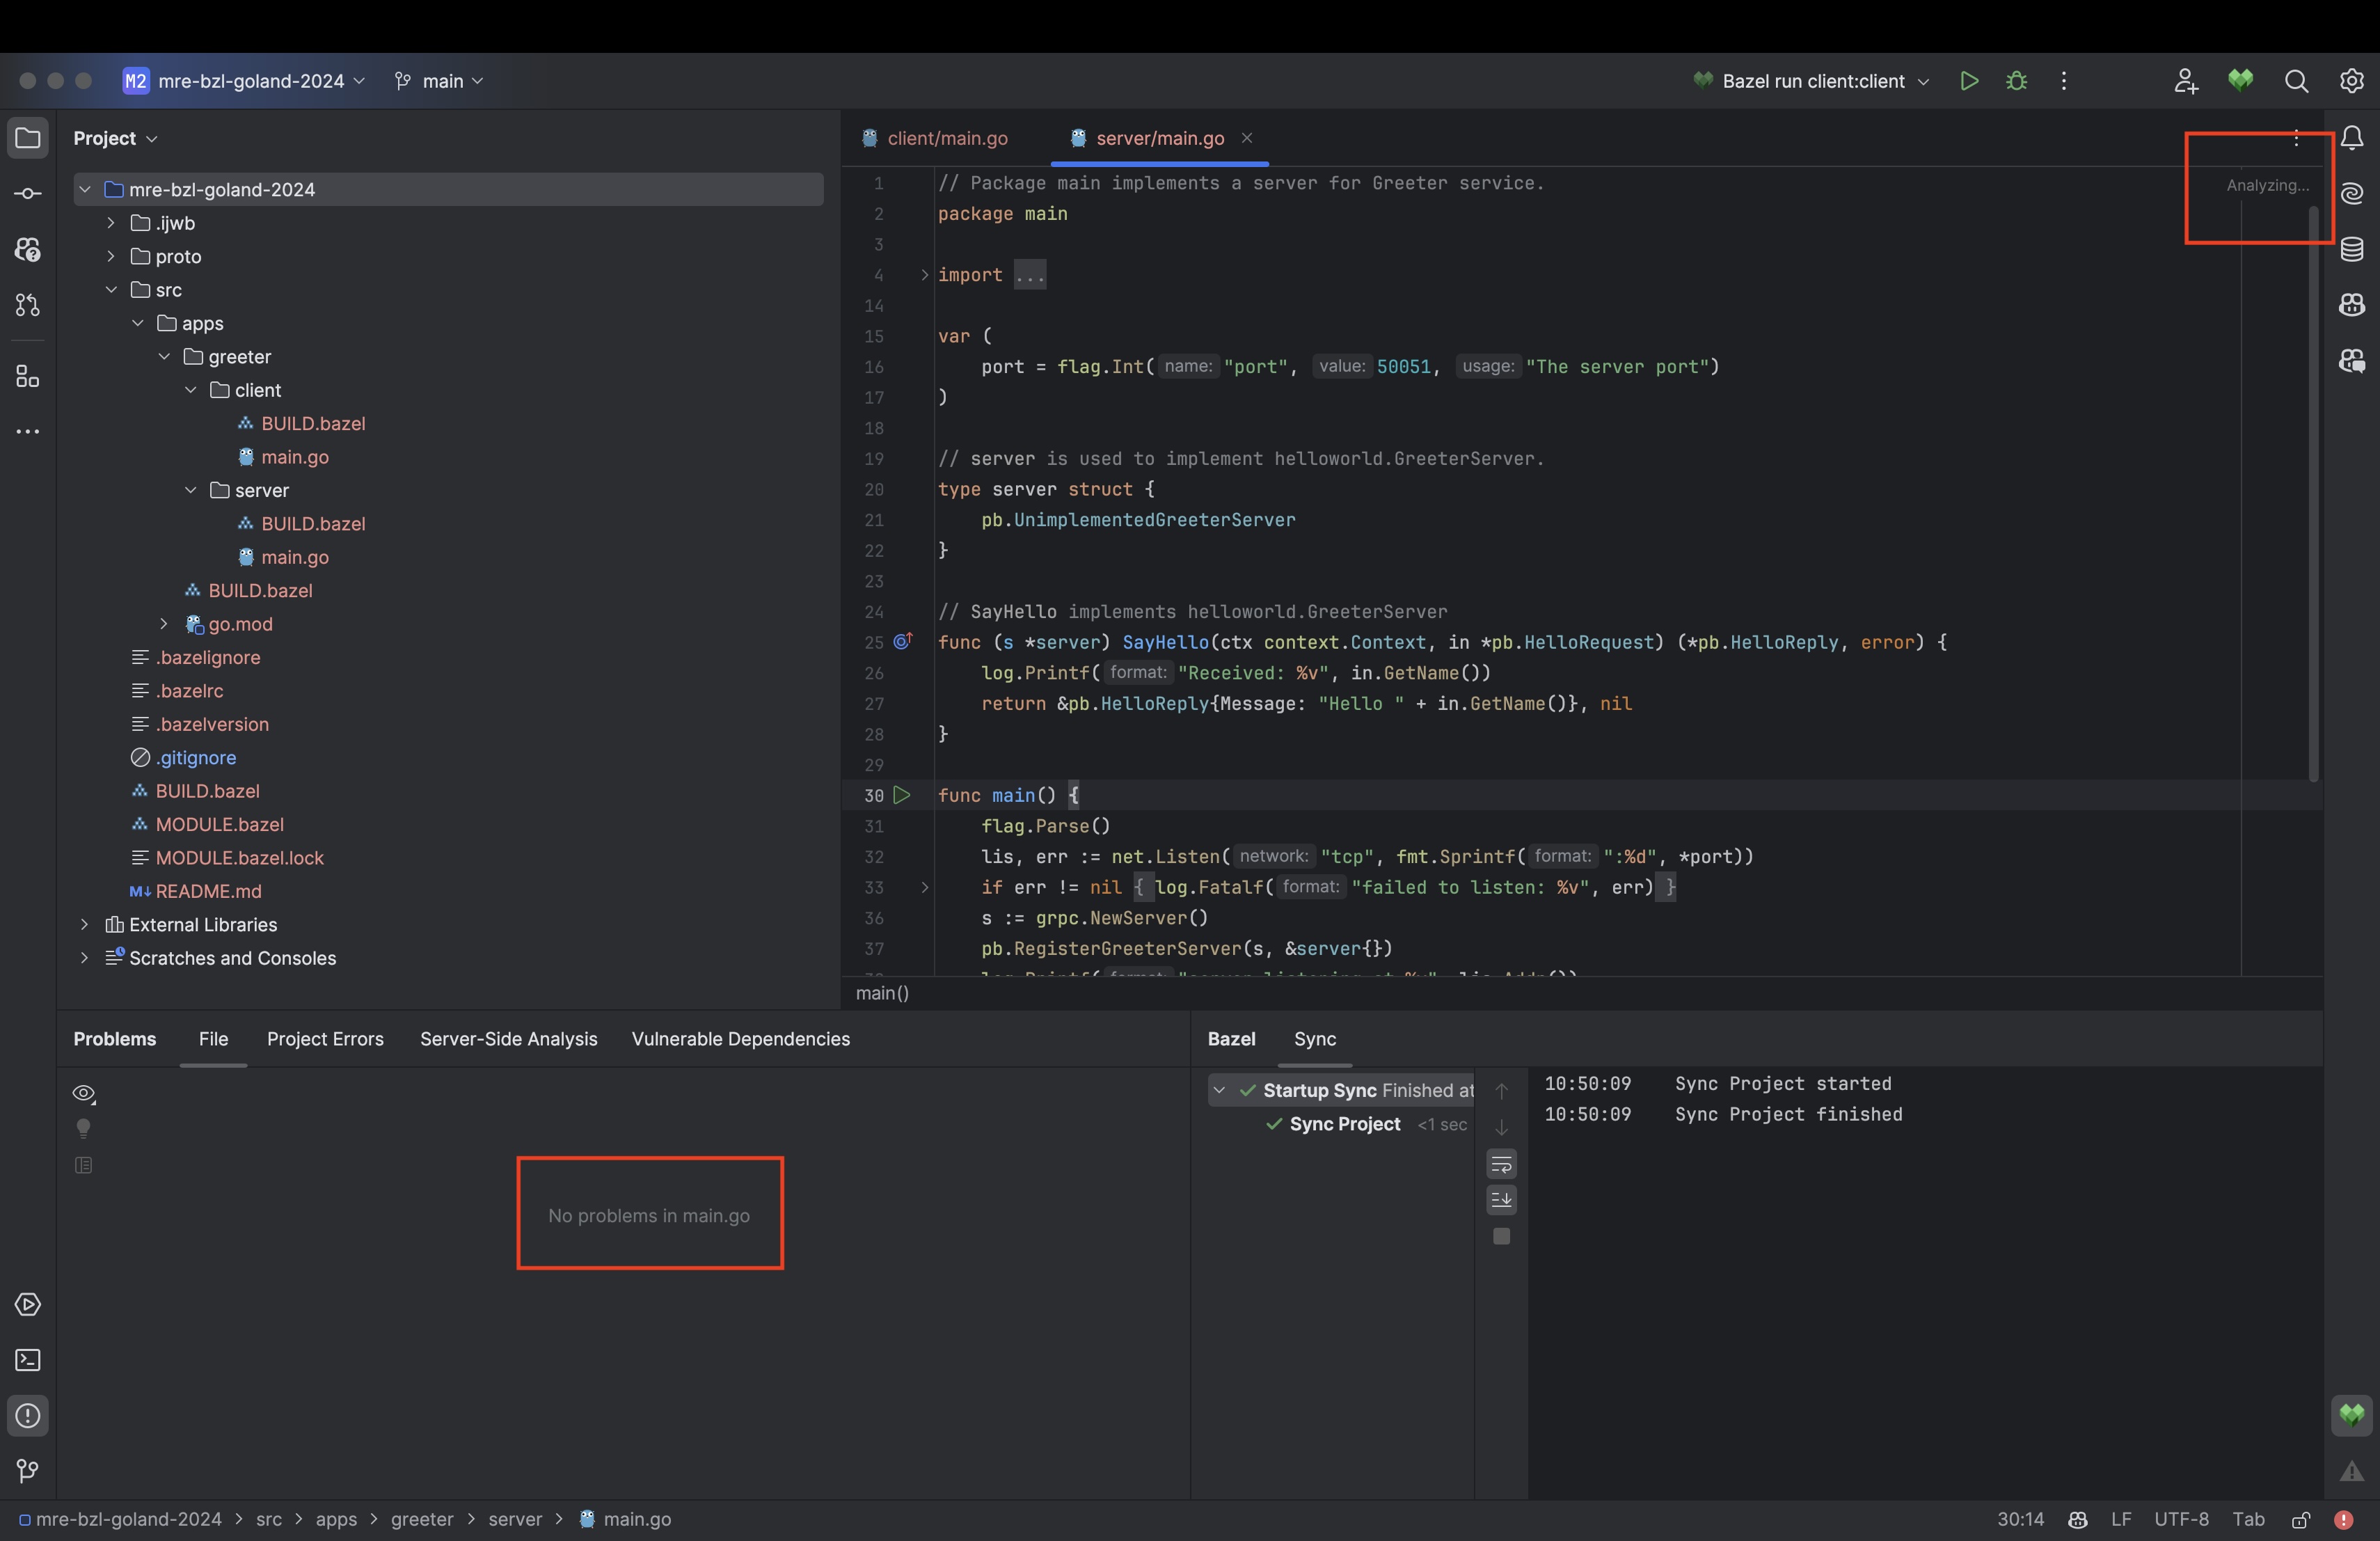 M2 mre-bzl-goland-2024 main
Bazel run client:client
Project
mre-bzl-goland-2024
.ijwb
proto
src
apps
greeter
client
BUILD.bazel
main.go
server
BUILD.bazel
main.go
BUILD.bazel
go.mod
.bazelignore
.bazelrc
.bazelversion
.gitignore
BUILD.bazel
MODULE.bazel
MODULE.bazel.lock
M↓ README.md
External Libraries
Scratches and Consoles
client/main.go server/main.go
Analyzing...
1 // Package main implements a server for Greeter service.
2 package main
3
4 import ...
14
15 var (
16 port = flag.Int( name: "port", value: 50051, usage: "The server port")
17 )
18
19 // server is used to implement helloworld.GreeterServer.
20 type server struct {
21 pb.UnimplementedGreeterServer
22 }
23
24 // SayHello implements helloworld.GreeterServer
25 func (s *server) SayHello(ctx context.Context, in *pb.HelloRequest) (*pb.HelloReply, error) {
26 log.Printf( format: "Received: %v", in.GetName())
27 return &pb.HelloReply{Message: "Hello " + in.GetName()}, nil
28 }
29
30 func main() {
31 flag.Parse()
32 lis, err := net.Listen( network: "tcp", fmt.Sprintf( format: ":%d", *port))
33 if err != nil { log.Fatalf( format: "failed to listen: %v", err) }
36 s := grpc.NewServer()
37 pb.RegisterGreeterServer(s, &server{})
main()
Problems File Project Errors Server-Side Analysis Vulnerable Dependencies
No problems in main.go
Bazel Sync
Startup Sync Finished at
Sync Project <1 sec
10:50:09 Sync Project started
10:50:09 Sync Project finished
mre-bzl-goland-2024 > src > apps > greeter > server > main.go
30:14 LF UTF-8 Tab